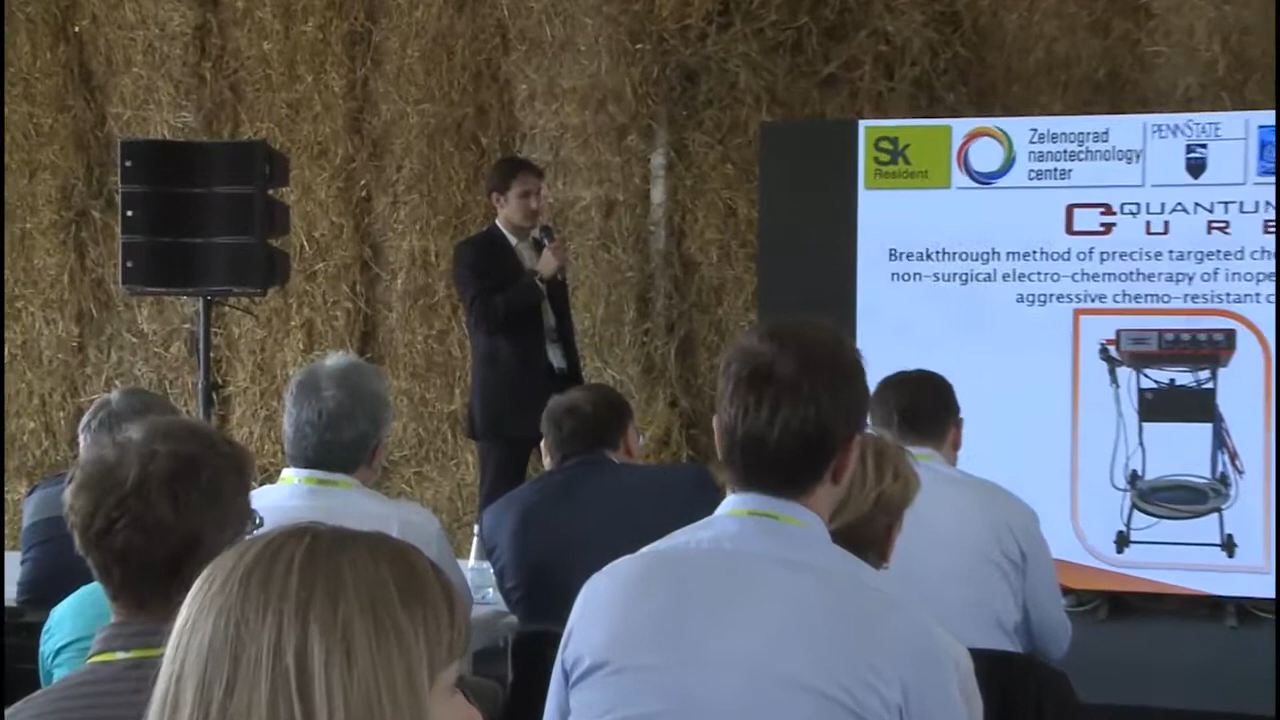 Sk
Resident
Zelenograd
nanotechnology
center
PENNSTATE
QUANTUM
CURE
Breakthrough method of precise targeted
non-surgical electro-chemotherapy of
aggressive chemo-resistant